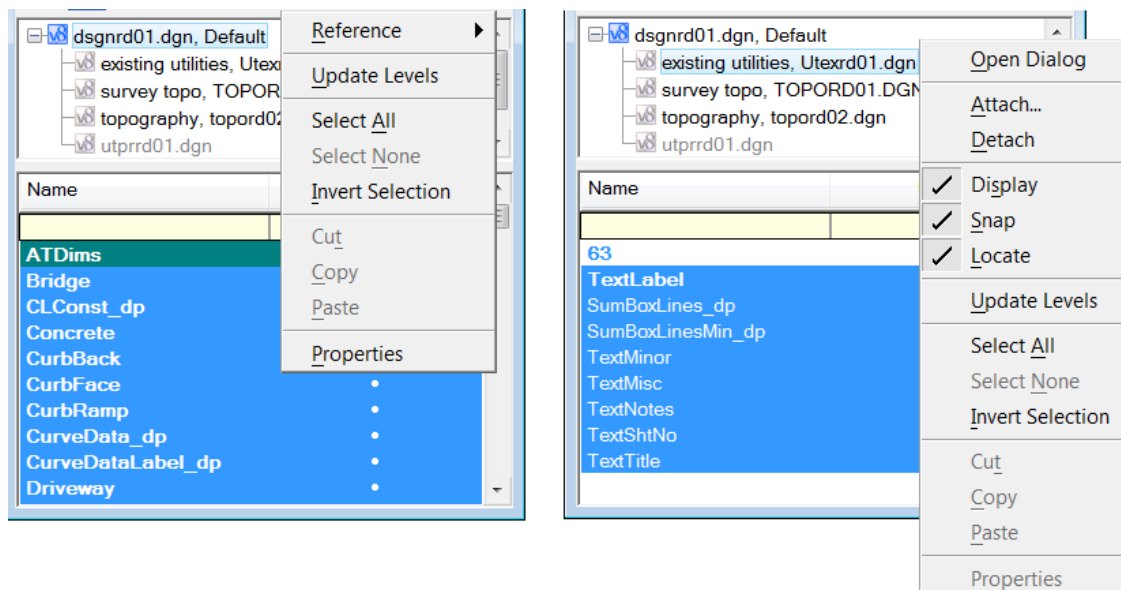 dsgnrd01.dgn, Default
existing utilities, Utex
survey topo, TOPOR
topography, topord02
utprrd01.dgn
Name
ATDims
Bridge
CLConst_dp
Concrete
CurbBack
CurbFace
CurbRamp
CurveData_dp
CurveDataLabel_dp
Driveway
Reference
Update Levels
Select All
Select None
Invert Selection
Cut
Copy
Paste
Properties
dsgnrd01.dgn, Default
existing utilities, Utexrd01.dgn
survey topo, TOPORD01.DGN
topography, topord02.dgn
utprrd01.dgn
Name
63
TextLabel
SumBoxLines_dp
SumBoxLinesMin_dp
TextMinor
TextMisc
TextNotes
TextShtNo
TextTitle
Open Dialog
Attach...
Detach
Display
Snap
Locate
Update Levels
Select All
Select None
Invert Selection
Cut
Copy
Paste
Properties